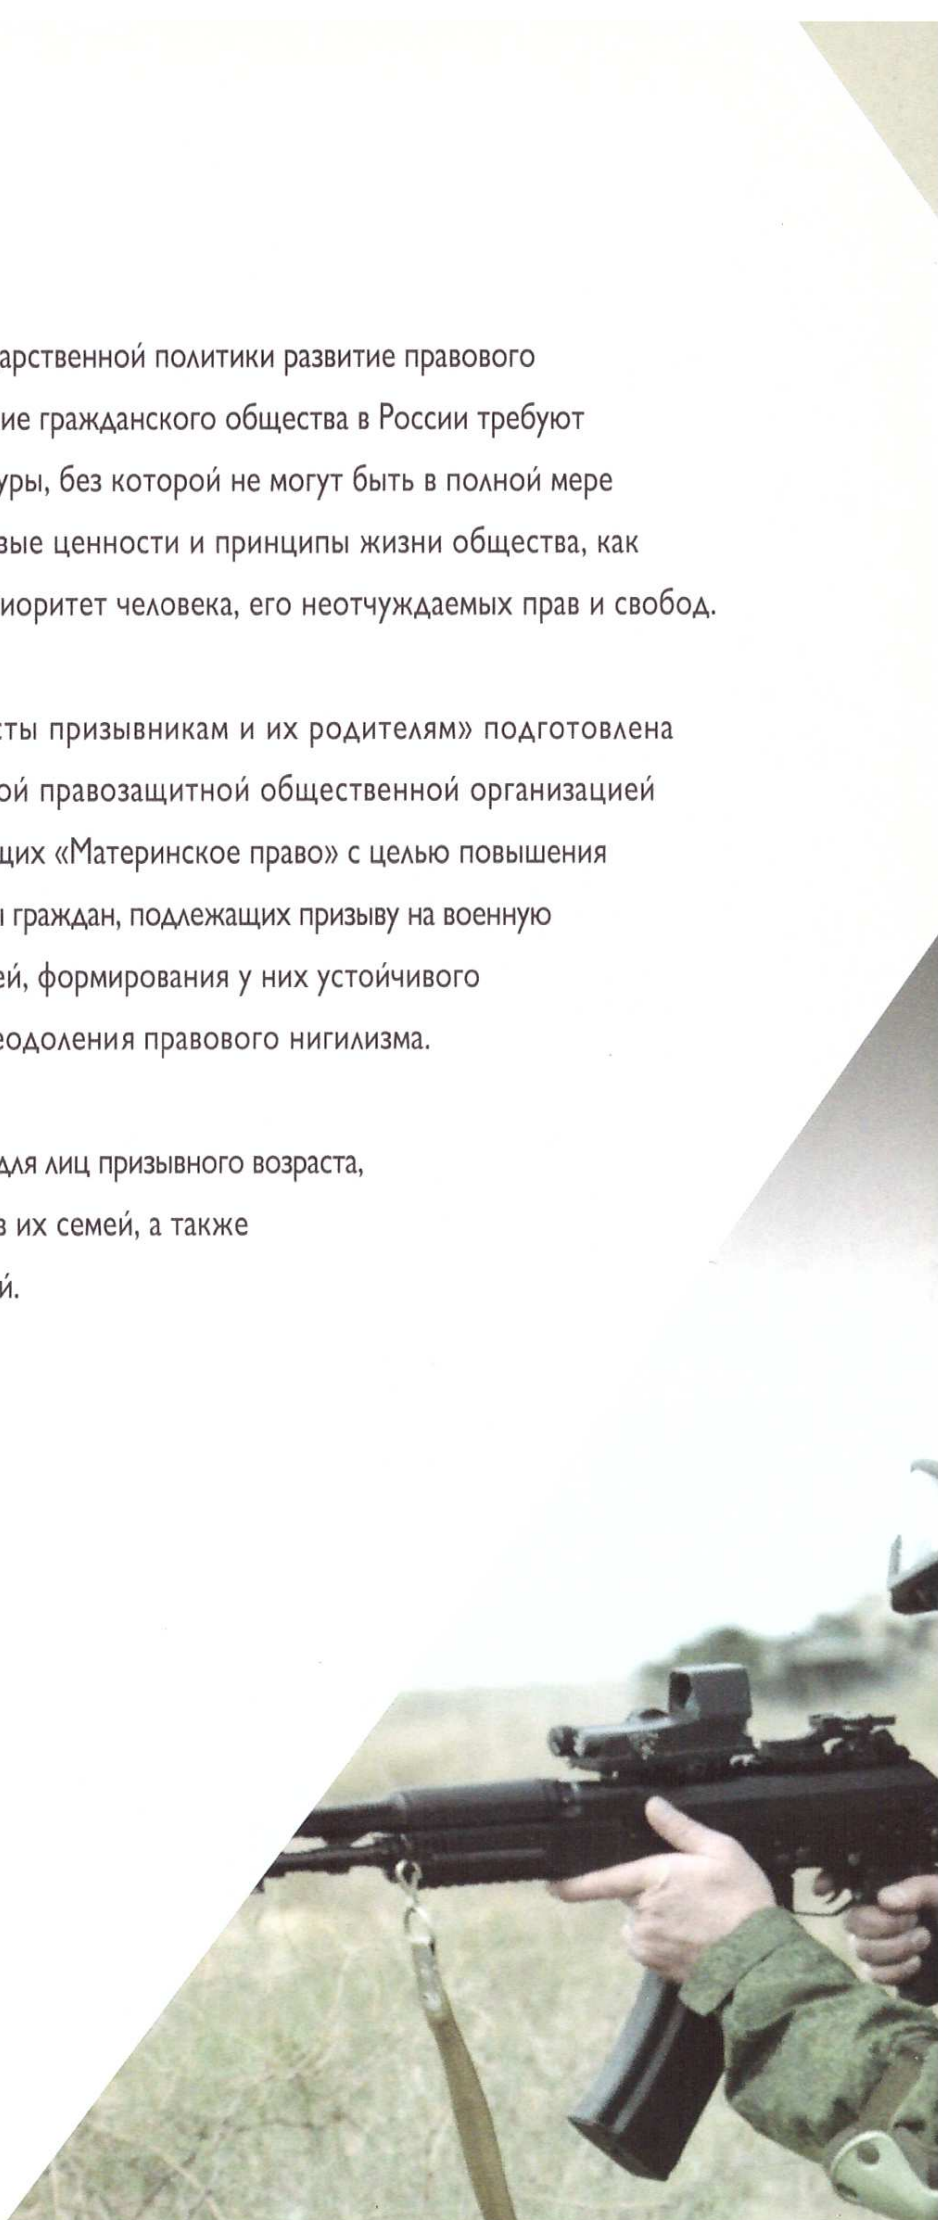 арственной политики развитие правового
ие гражданского общества в России требуют
уры, без которой не могут быть в полной мере
вые ценности и принципы жизни общества, как
иоритет человека, его неотчуждаемых прав и свобод.
сты призывникам и их родителям» подготовлена
ой правозащитной общественной организацией
щих «Материнское право» с целью повышения
ы граждан, подлежащих призыву на военную
ей, формирования у них устойчивого
еодоления правового нигилизма.
для лиц призывного возраста,
в их семей, а также
й.